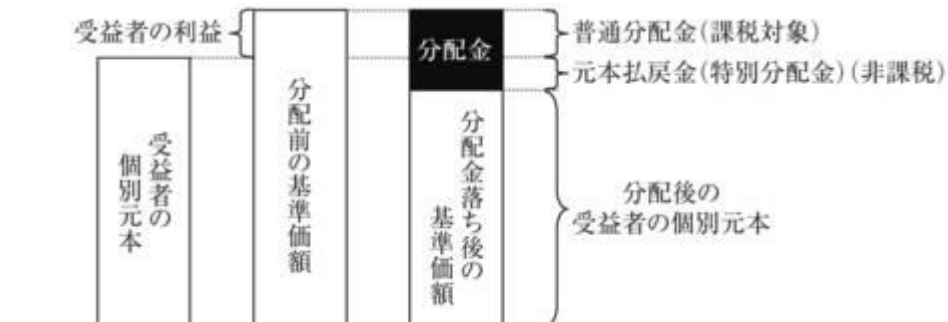 受益者の利益
分配金
普通分配金(課税対象)
元本払戻金(特別分配金)(非課税)
受益者の
個別元本
分配前の基準価額
分配金落ち後の
基準価額
分配後の
受益者の個別元本